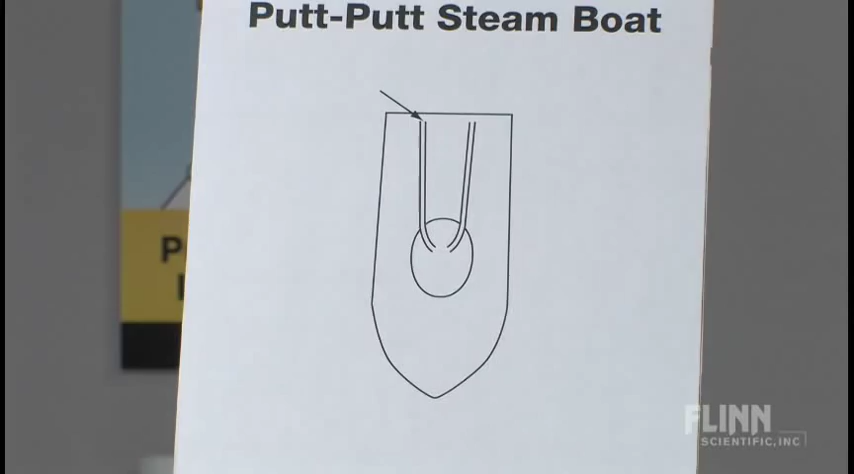 Putt-Putt Steam Boat
FLINN
SCIENTIFIC, INC